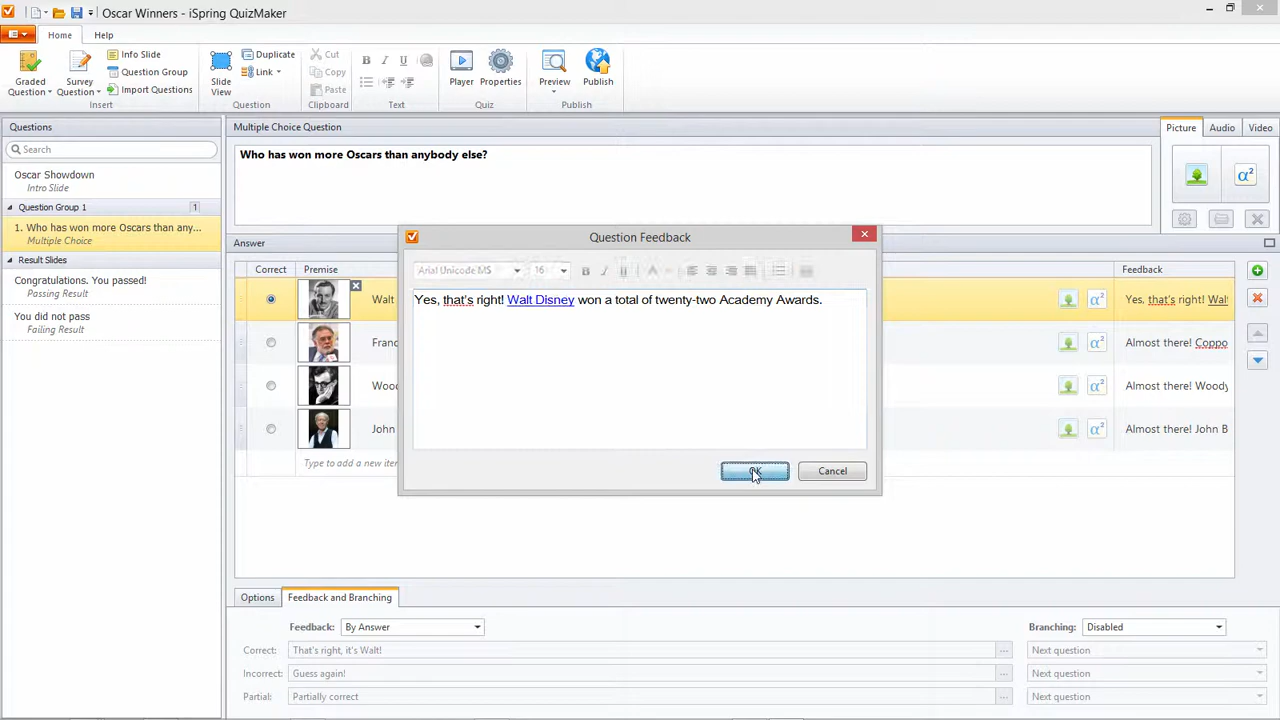 Oscar Winners - iSpring QuizMaker
Home
Help
Graded Question
Survey Question
Info Slide
Question Group
Import Questions
Insert
Slide View
Duplicate
Link
Question
Cut
Copy
Paste
Clipboard
B I U
Text
Player
Properties
Quiz
Preview
Publish
Publish
Questions
Search
Oscar Showdown
Intro Slide
Question Group 1
1
1. Who has won more Oscars than any...
Multiple Choice
Result Slides
Congratulations. You passed!
Passing Result
You did not pass
Failing Result
Multiple Choice Question
Who has won more Oscars than anybody else?
Picture
Audio
Video
α²
Answer
Correct
Premise
Feedback
Walt
α²
Yes, that's right! Walt
Franc
α²
Almost there! Coppo
Wood
α²
Almost there! Woody
John
α²
Almost there! John B
Type to add a new iter
Question Feedback
Arial Unicode MS
16
B I U A
Yes, that's right! Walt Disney won a total of twenty-two Academy Awards.
OK
Cancel
Options
Feedback and Branching
Feedback:
By Answer
Branching:
Disabled
Correct:
That's right, it's Walt!
...
Next question
Incorrect:
Guess again!
...
Next question
Partial:
Partially correct
...
Next question